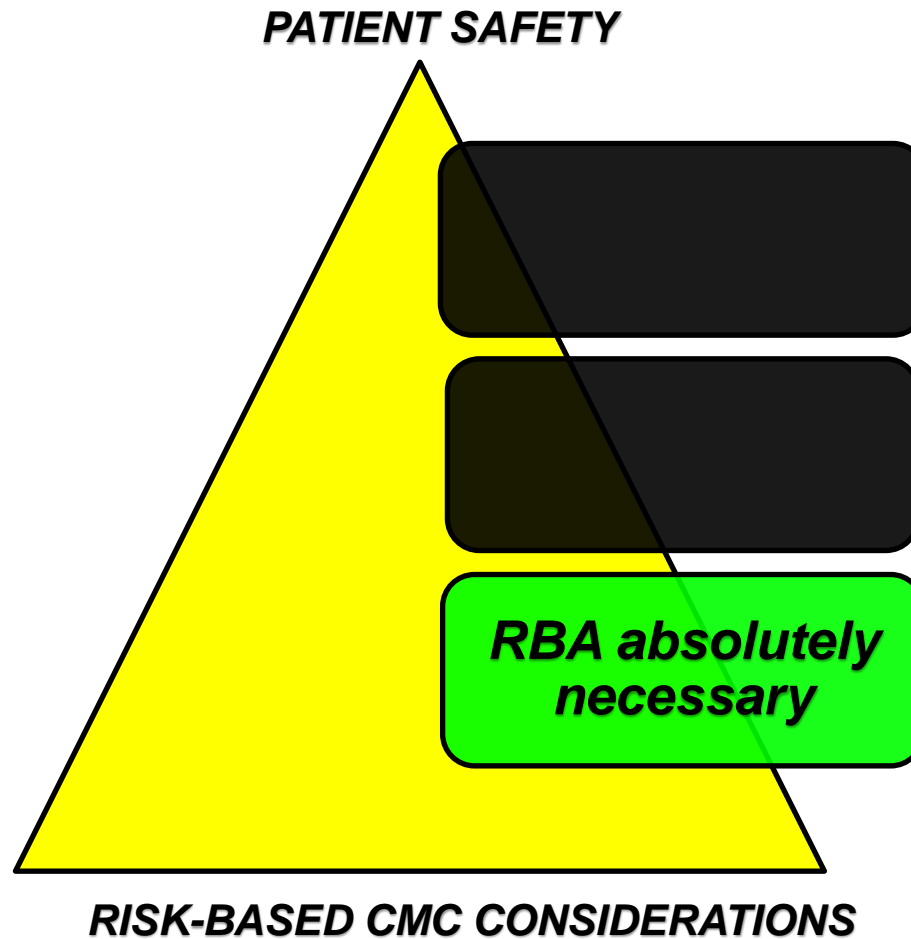 PATIENT SAFETY
RBA absolutely
necessary
RISK-BASED CMC CONSIDERATIONS